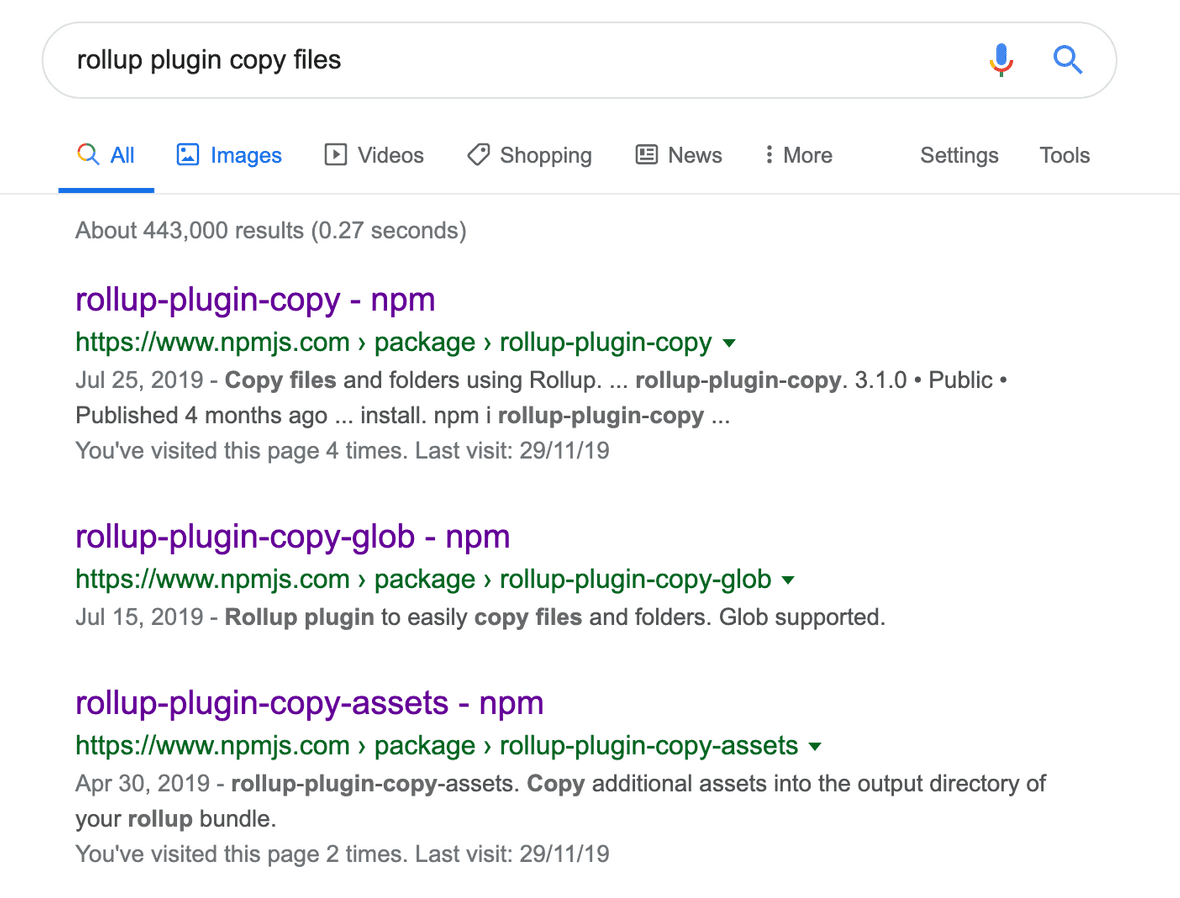 rollup plugin copy files
All Images Videos Shopping News More Settings Tools
About 443,000 results (0.27 seconds)
rollup-plugin-copy - npm
https://www.npmjs.com › package › rollup-plugin-copy
Jul 25, 2019 - Copy files and folders using Rollup. ... rollup-plugin-copy. 3.1.0 • Public •
Published 4 months ago ... install. npm i rollup-plugin-copy ...
You've visited this page 4 times. Last visit: 29/11/19
rollup-plugin-copy-glob - npm
https://www.npmjs.com › package › rollup-plugin-copy-glob
Jul 15, 2019 - Rollup plugin to easily copy files and folders. Glob supported.
rollup-plugin-copy-assets - npm
https://www.npmjs.com › package › rollup-plugin-copy-assets
Apr 30, 2019 - rollup-plugin-copy-assets. Copy additional assets into the output directory of
your rollup bundle.
You've visited this page 2 times. Last visit: 29/11/19